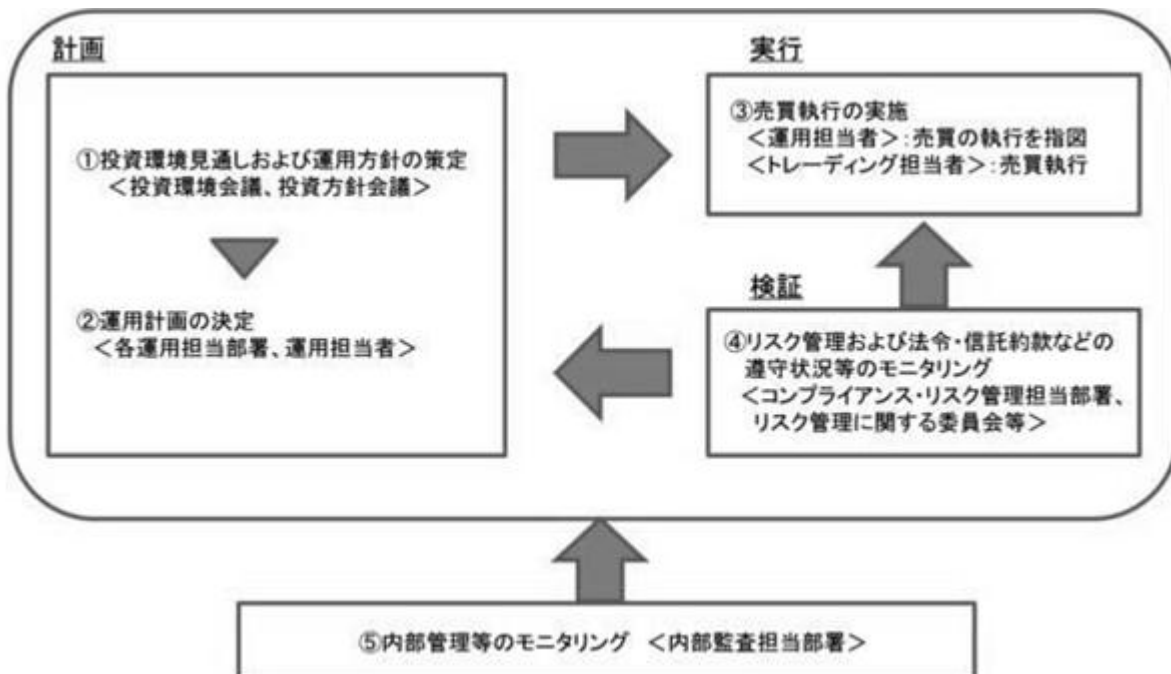 計画
①投資環境見通しおよび運用方針の策定
＜投資環境会議、投資方針会議＞
②運用計画の決定
＜各運用担当部署、運用担当者＞
実行
③売買執行の実施
＜運用担当者＞：売買の執行を指図
＜トレーディング担当者＞：売買執行
検証
④リスク管理および法令・信託約款などの
遵守状況等のモニタリング
＜コンプライアンス・リスク管理担当部署、
リスク管理に関する委員会等＞
⑤内部管理等のモニタリング ＜内部監査担当部署＞